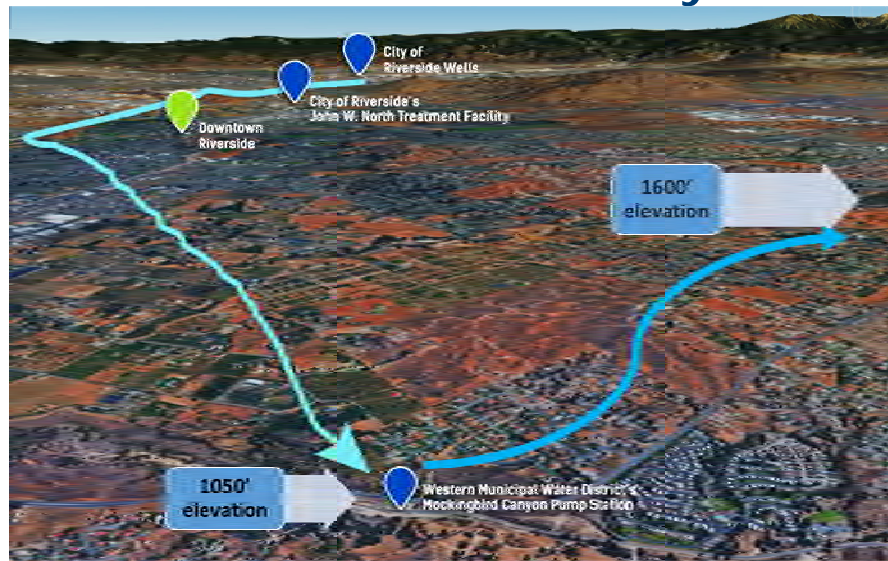 City of
Riverside Wells
City of Riverside's
John W. North Treatment Facility
Downtown
Riverside
1600'
elevation
1050'
elevation
Western Municipal Water District's
Mockingbird Canyon Pump Station